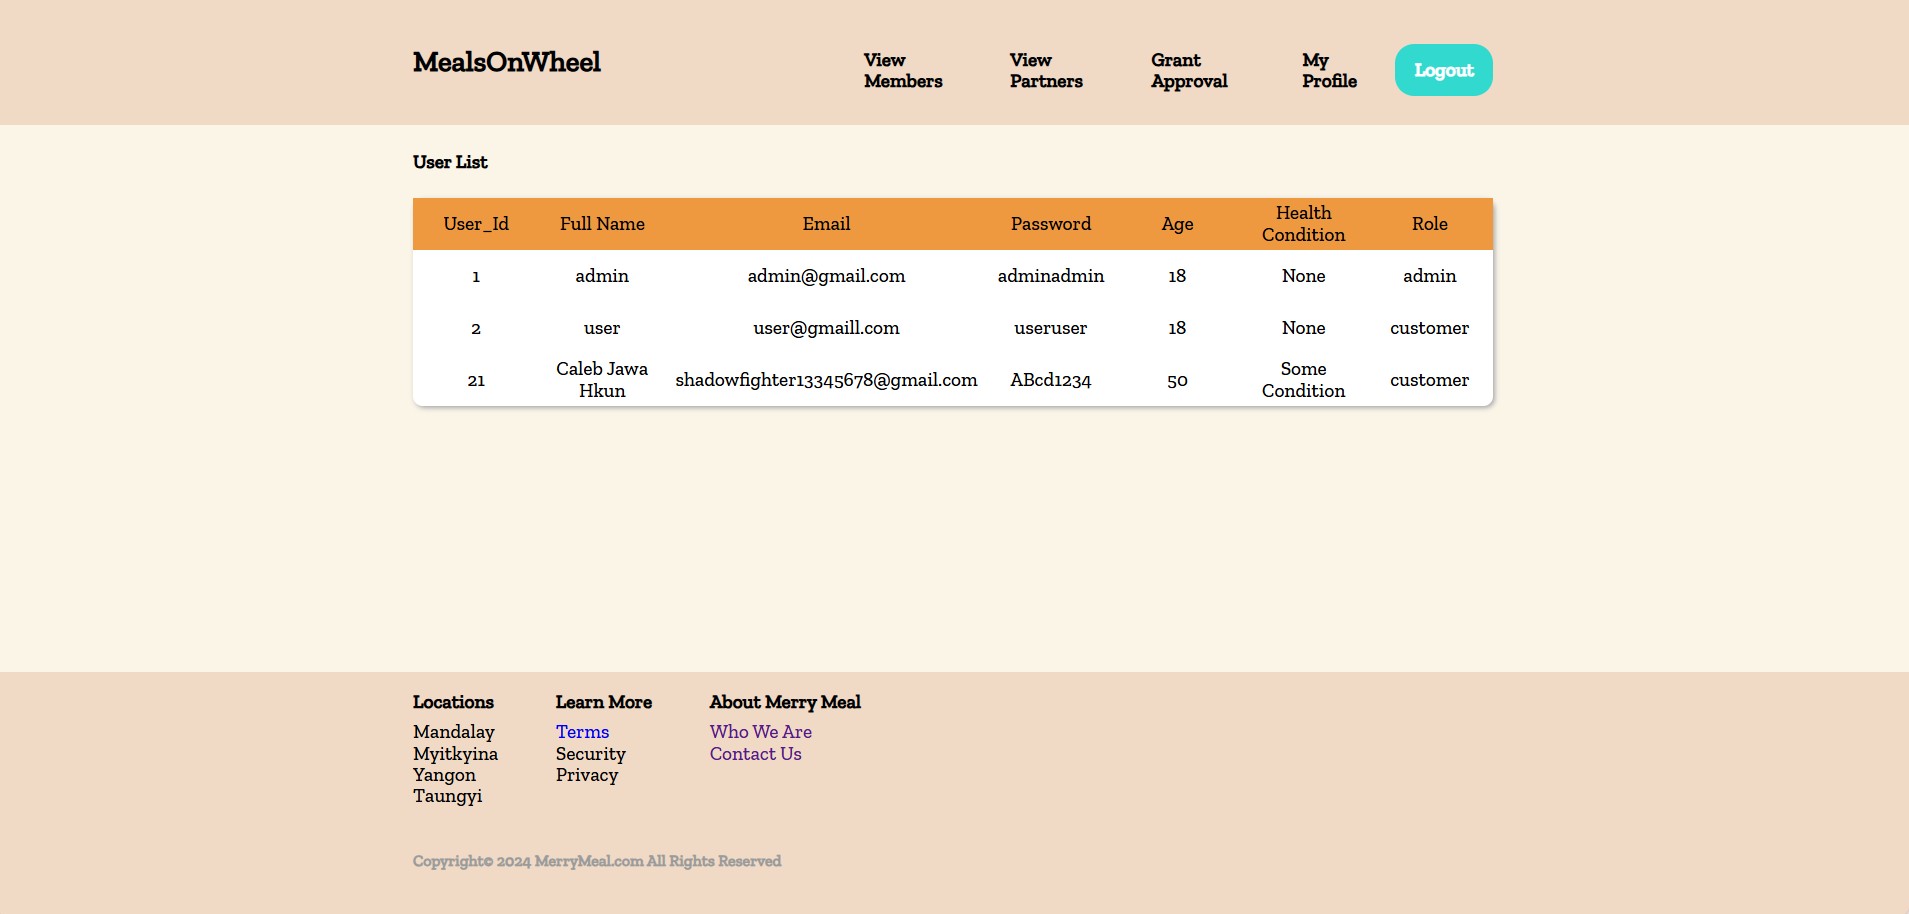 MealsOnWheel
View Members
View Partners
Grant Approval
My Profile
Logout
User List
User_Id Full Name Email Password Age Health Condition Role
1 admin admin@gmail.com adminadmin 18 None admin
2 user user@gmaill.com useruser 18 None customer
21 Caleb Jawa Hkun shadowfighter13345678@gmail.com ABcd1234 50 Some Condition customer
Locations
Mandalay
Myitkyina
Yangon
Taungyi
Learn More
Terms
Security
Privacy
About Merry Meal
Who We Are
Contact Us
Copyright© 2024 MerryMeal.com All Rights Reserved